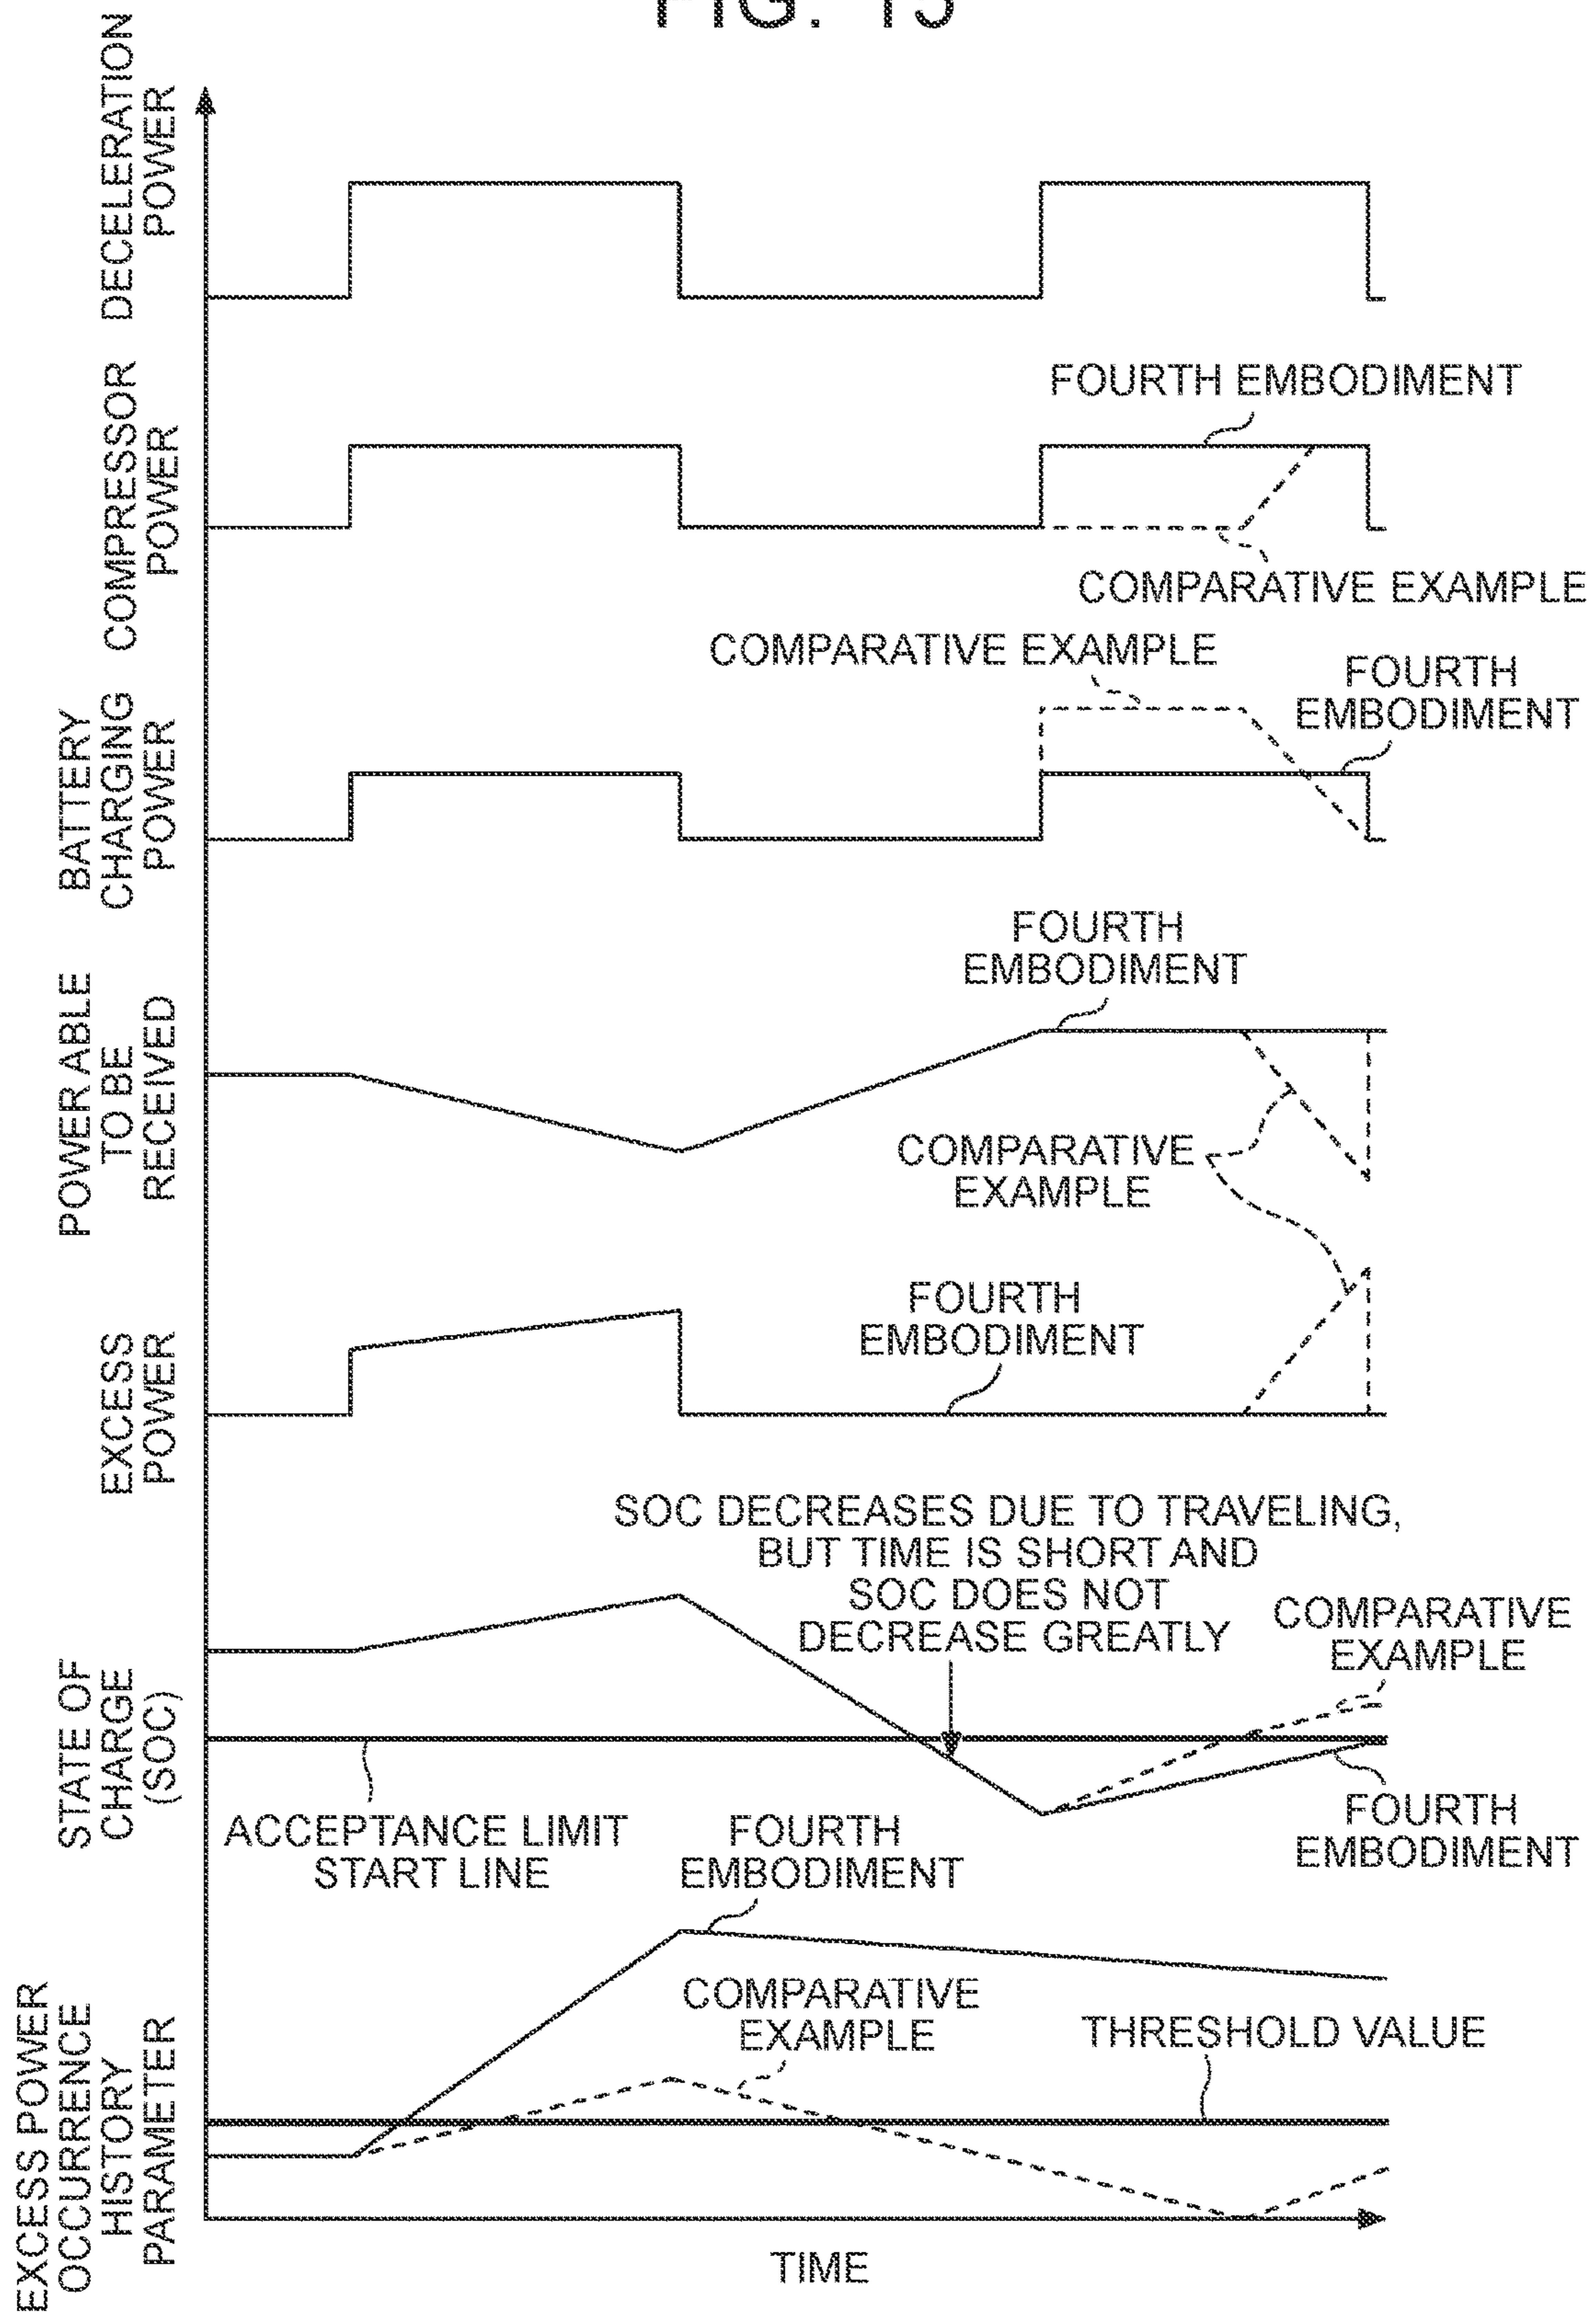 FIG. 15
DECELERATION
POWER
COMPRESSOR
POWER
FOURTH EMBODIMENT
COMPARATIVE EXAMPLE
BATTERY
CHARGING
POWER
COMPARATIVE EXAMPLE
FOURTH
EMBODIMENT
POWER ABLE
TO BE
RECEIVED
FOURTH
EMBODIMENT
COMPARATIVE
EXAMPLE
EXCESS
POWER
FOURTH
EMBODIMENT
STATE OF
CHARGE
(SOC)
SOC DECREASES DUE TO TRAVELING,
BUT TIME IS SHORT AND
SOC DOES NOT
DECREASE GREATLY
COMPARATIVE
EXAMPLE
ACCEPTANCE LIMIT
START LINE
FOURTH
EMBODIMENT
EXCESS POWER
OCCURRENCE
HISTORY
PARAMETER
FOURTH
EMBODIMENT
COMPARATIVE
EXAMPLE
THRESHOLD VALUE
TIME